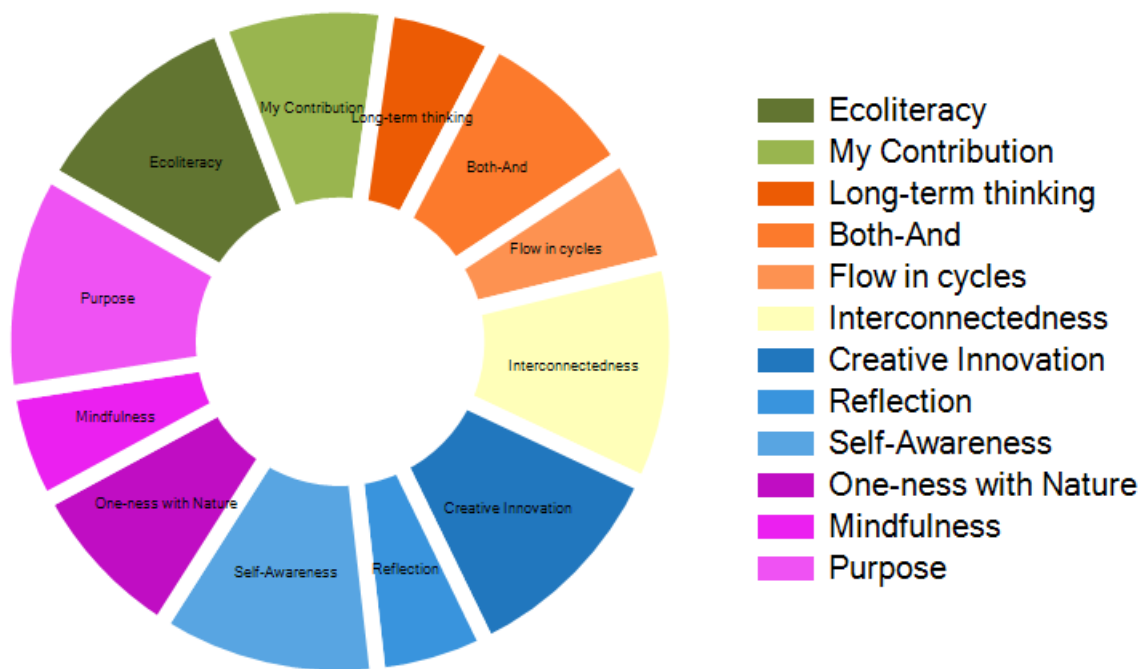 My Contribution
Long-term thinking
Ecoliteracy
Both-And
Flow in cycles
Purpose
Interconnectedness
Mindfulness
One-ness with Nature
Creative Innovation
Self-Awareness
Reflection
Ecoliteracy
My Contribution
Long-term thinking
Both-And
Flow in cycles
Interconnectedness
Creative Innovation
Reflection
Self-Awareness
One-ness with Nature
Mindfulness
Purpose